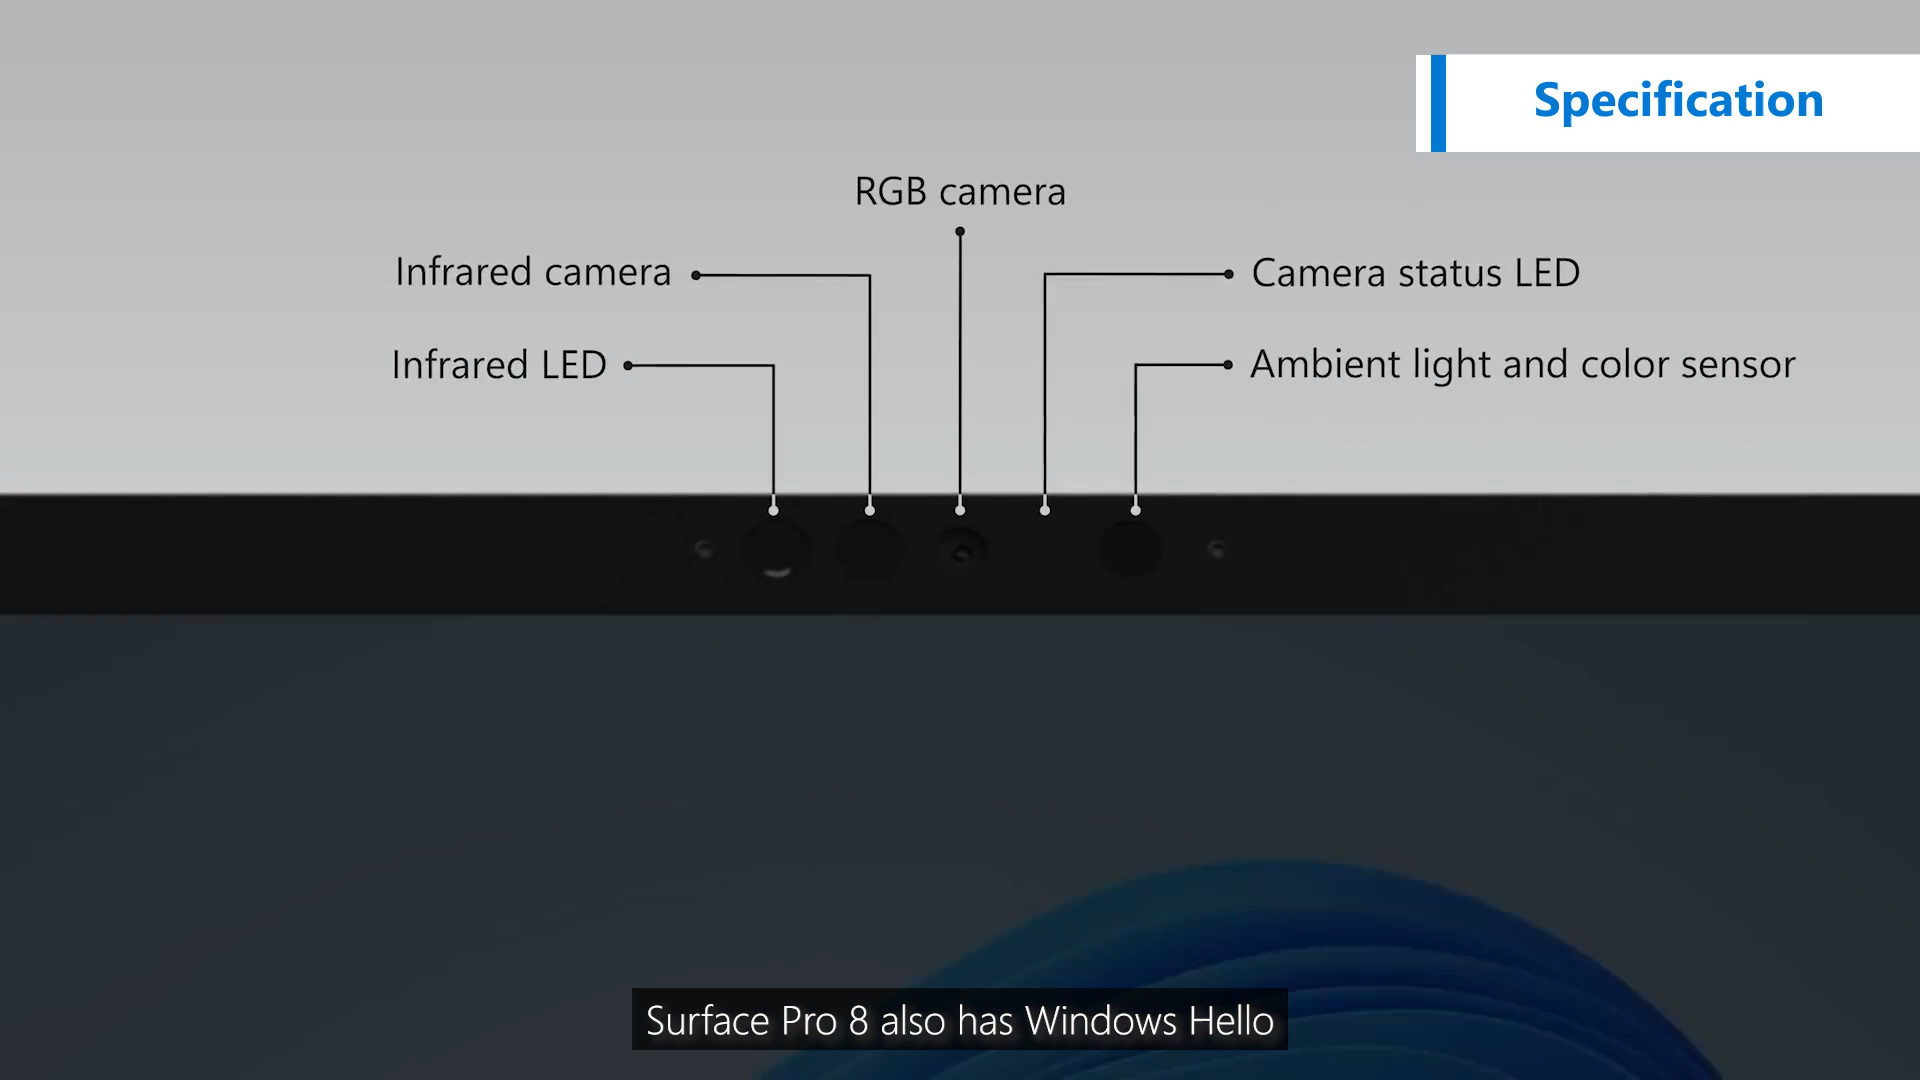 Specification
RGB camera
Infrared camera
Camera status LED
Infrared LED
Ambient light and color sensor
Surface Pro 8 also has Windows Hello